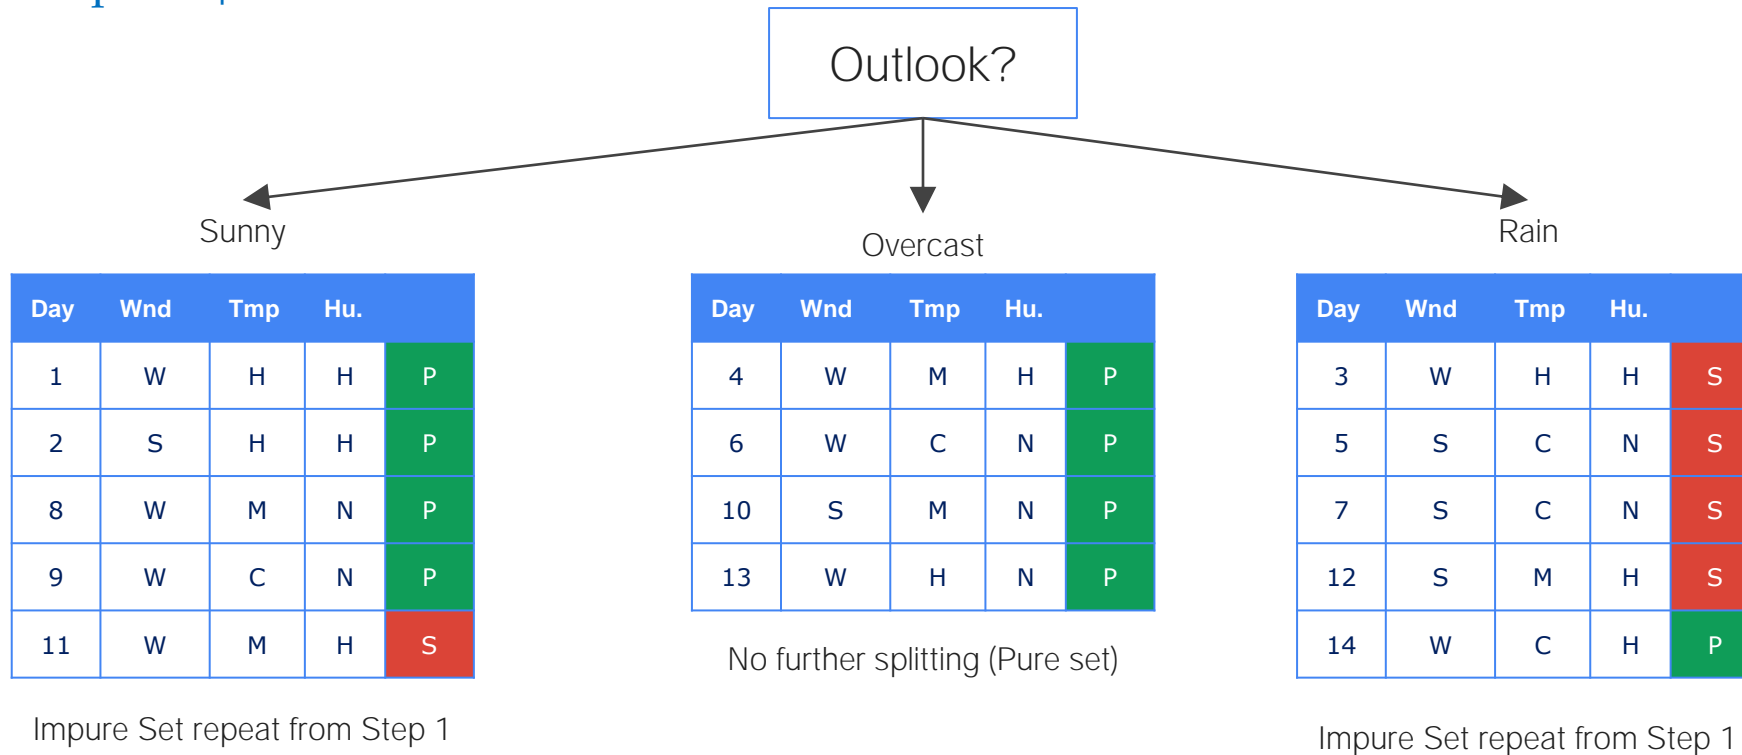 Outlook?
Sunny
Overcast
Rain
Day Wnd Tmp Hu.
1 W H H P
2 S H H P
8 W M N P
9 W C N P
11 W M H S
Impure Set repeat from Step 1
Day Wnd Tmp Hu.
4 W M H P
6 W C N P
10 S M N P
13 W H N P
No further splitting (Pure set)
Day Wnd Tmp Hu.
3 W H H S
5 S C N S
7 S C N S
12 S M H S
14 W C H P
Impure Set repeat from Step 1